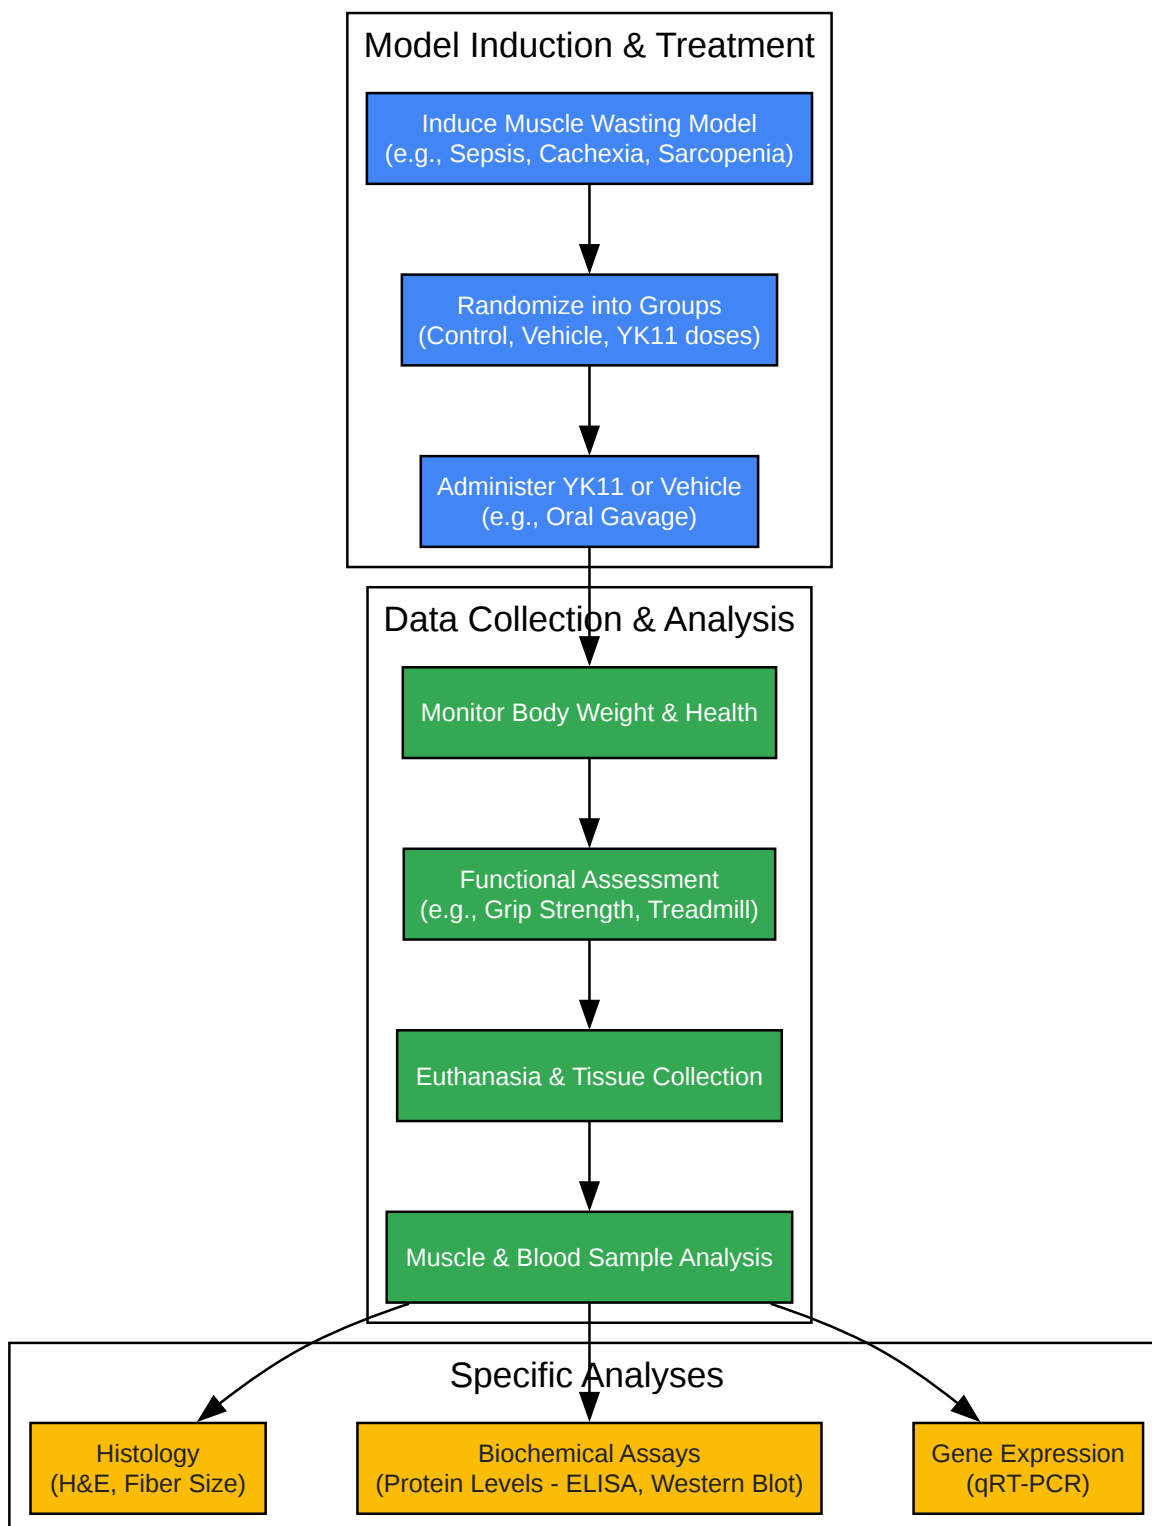 Model Induction & Treatment
Induce Muscle Wasting Model
(e.g., Sepsis, Cachexia, Sarcopenia)
Randomize into Groups
(Control, Vehicle, YK11 doses)
Administer YK11 or Vehicle
(e.g., Oral Gavage)
Data Collection & Analysis
Monitor Body Weight & Health
Functional Assessment
(e.g., Grip Strength, Treadmill)
Euthanasia & Tissue Collection
Muscle & Blood Sample Analysis
Specific Analyses
Histology
(H&E, Fiber Size)
Biochemical Assays
(Protein Levels - ELISA, Western Blot)
Gene Expression
(qRT-PCR)